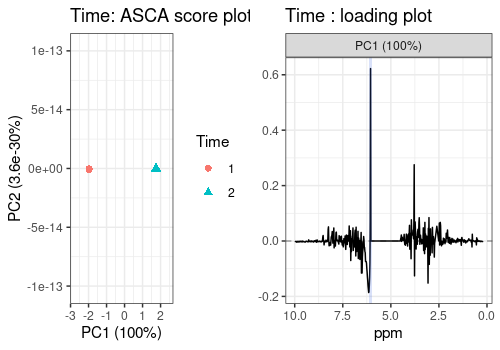 Time: ASCA score plot
1e-13
5e-14
0e+00
-5e-14
-1e-13
PC2 (3.6e-30%)
-3 -2 -1 0 1 2
PC1 (100%)
Time
1
2
Time : loading plot
PC1 (100%)
0.6
0.4
0.2
0.0
-0.2
10.0 7.5 5.0 2.5 0.0
ppm